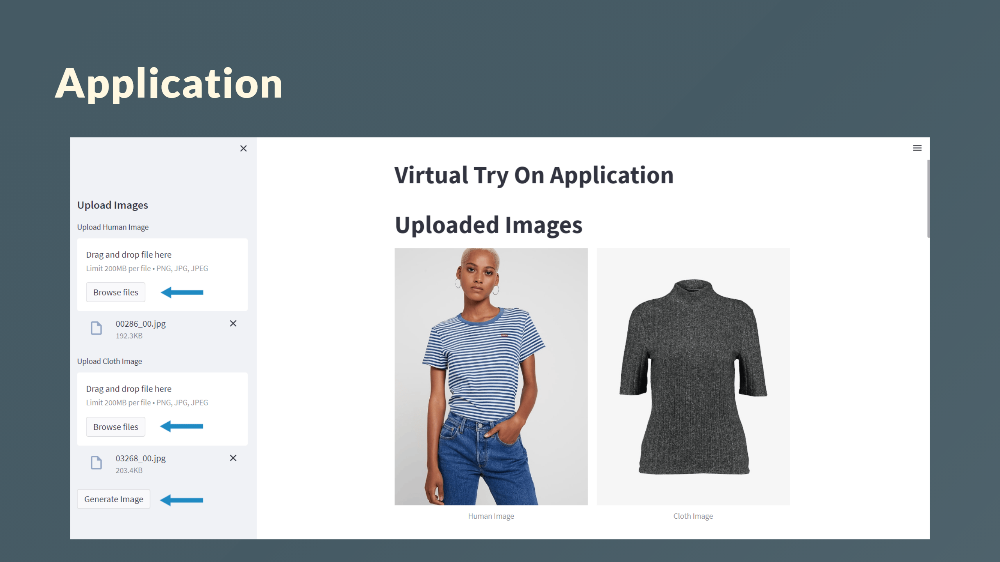 Application
Upload Images
Upload Human Image
Drag and drop file here
Limit 200MB per file • PNG, JPG, JPEG
Browse files
00286_00.jpg
192.3KB
Upload Cloth Image
Drag and drop file here
Limit 200MB per file • PNG, JPG, JPEG
Browse files
03268_00.jpg
203.4KB
Generate Image
Virtual Try On Application
Uploaded Images
Human Image
Cloth Image